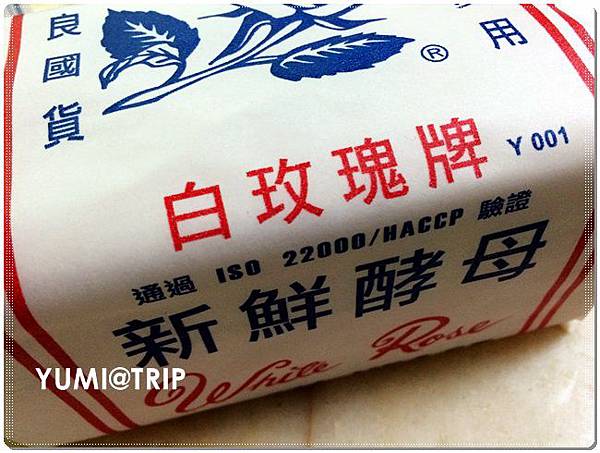 良國貨
用
®
白玫瑰牌 Y 001
通過 ISO 22000/HACCP 驗證
新鮮酵母
White Rose
YUMI@TRIP